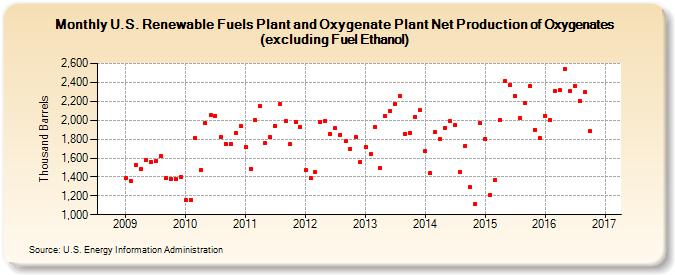 Monthly U.S. Renewable Fuels Plant and Oxygenate Plant Net Production of Oxygenates
(excluding Fuel Ethanol)
Thousand Barrels
2,600
2,400
2,200
2,000
1,800
1,600
1,400
1,200
1,000
2009 2010 2011 2012 2013 2014 2015 2016 2017
Source: U.S. Energy Information Administration